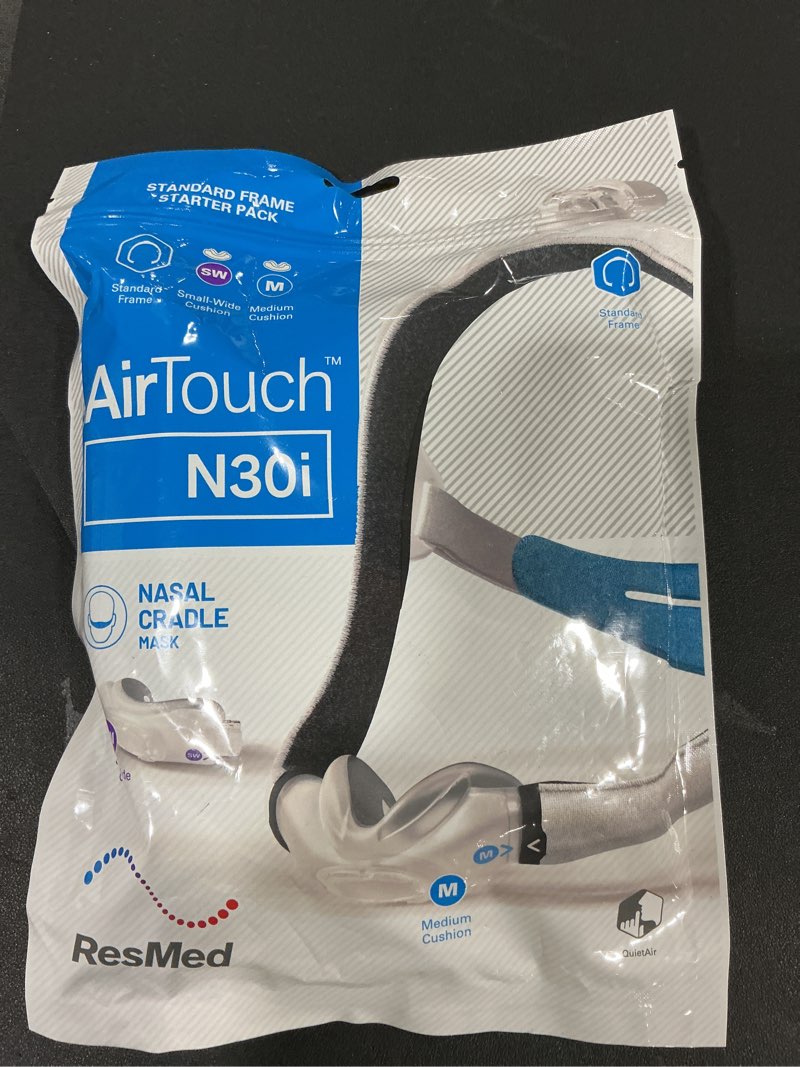 STANDARD FRAME
STARTER PACK
Standard
Frame
SW
Small-Wide
Cushion
M
Medium
Cushion
Standard
Frame
AirTouch™
N30i
NASAL
CRADLE
MASK
SW
M >
<
M
Medium
Cushion
ResMed
QuietAir